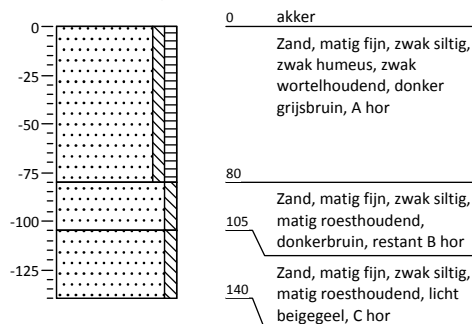 0
-25
-50
-75
-100
-125
0 akker
Zand, matig fijn, zwak siltig,
zwak humeus, zwak
wortelhoudend, donker
grijsbruin, A hor
80
Zand, matig fijn, zwak siltig,
matig roesthoudend,
donkerbruin, restant B hor
105
Zand, matig fijn, zwak siltig,
matig roesthoudend, licht
beigegeel, C hor
140